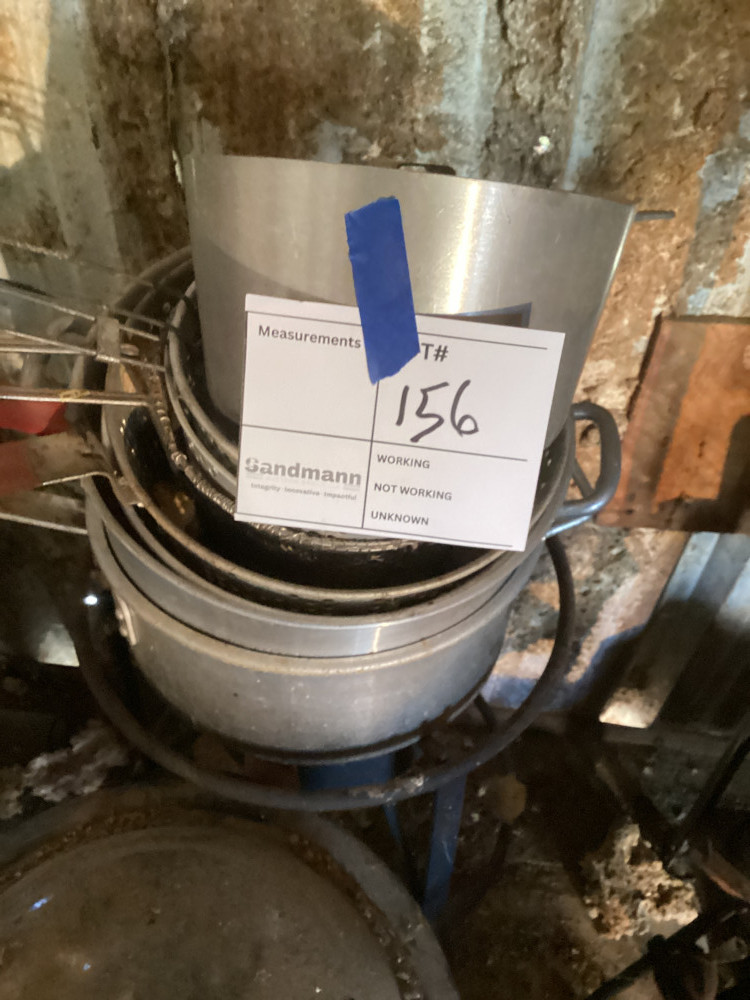 Measurements
T#
156
Sandmann
Integrity · Innovative · Impactful
WORKING
NOT WORKING
UNKNOWN